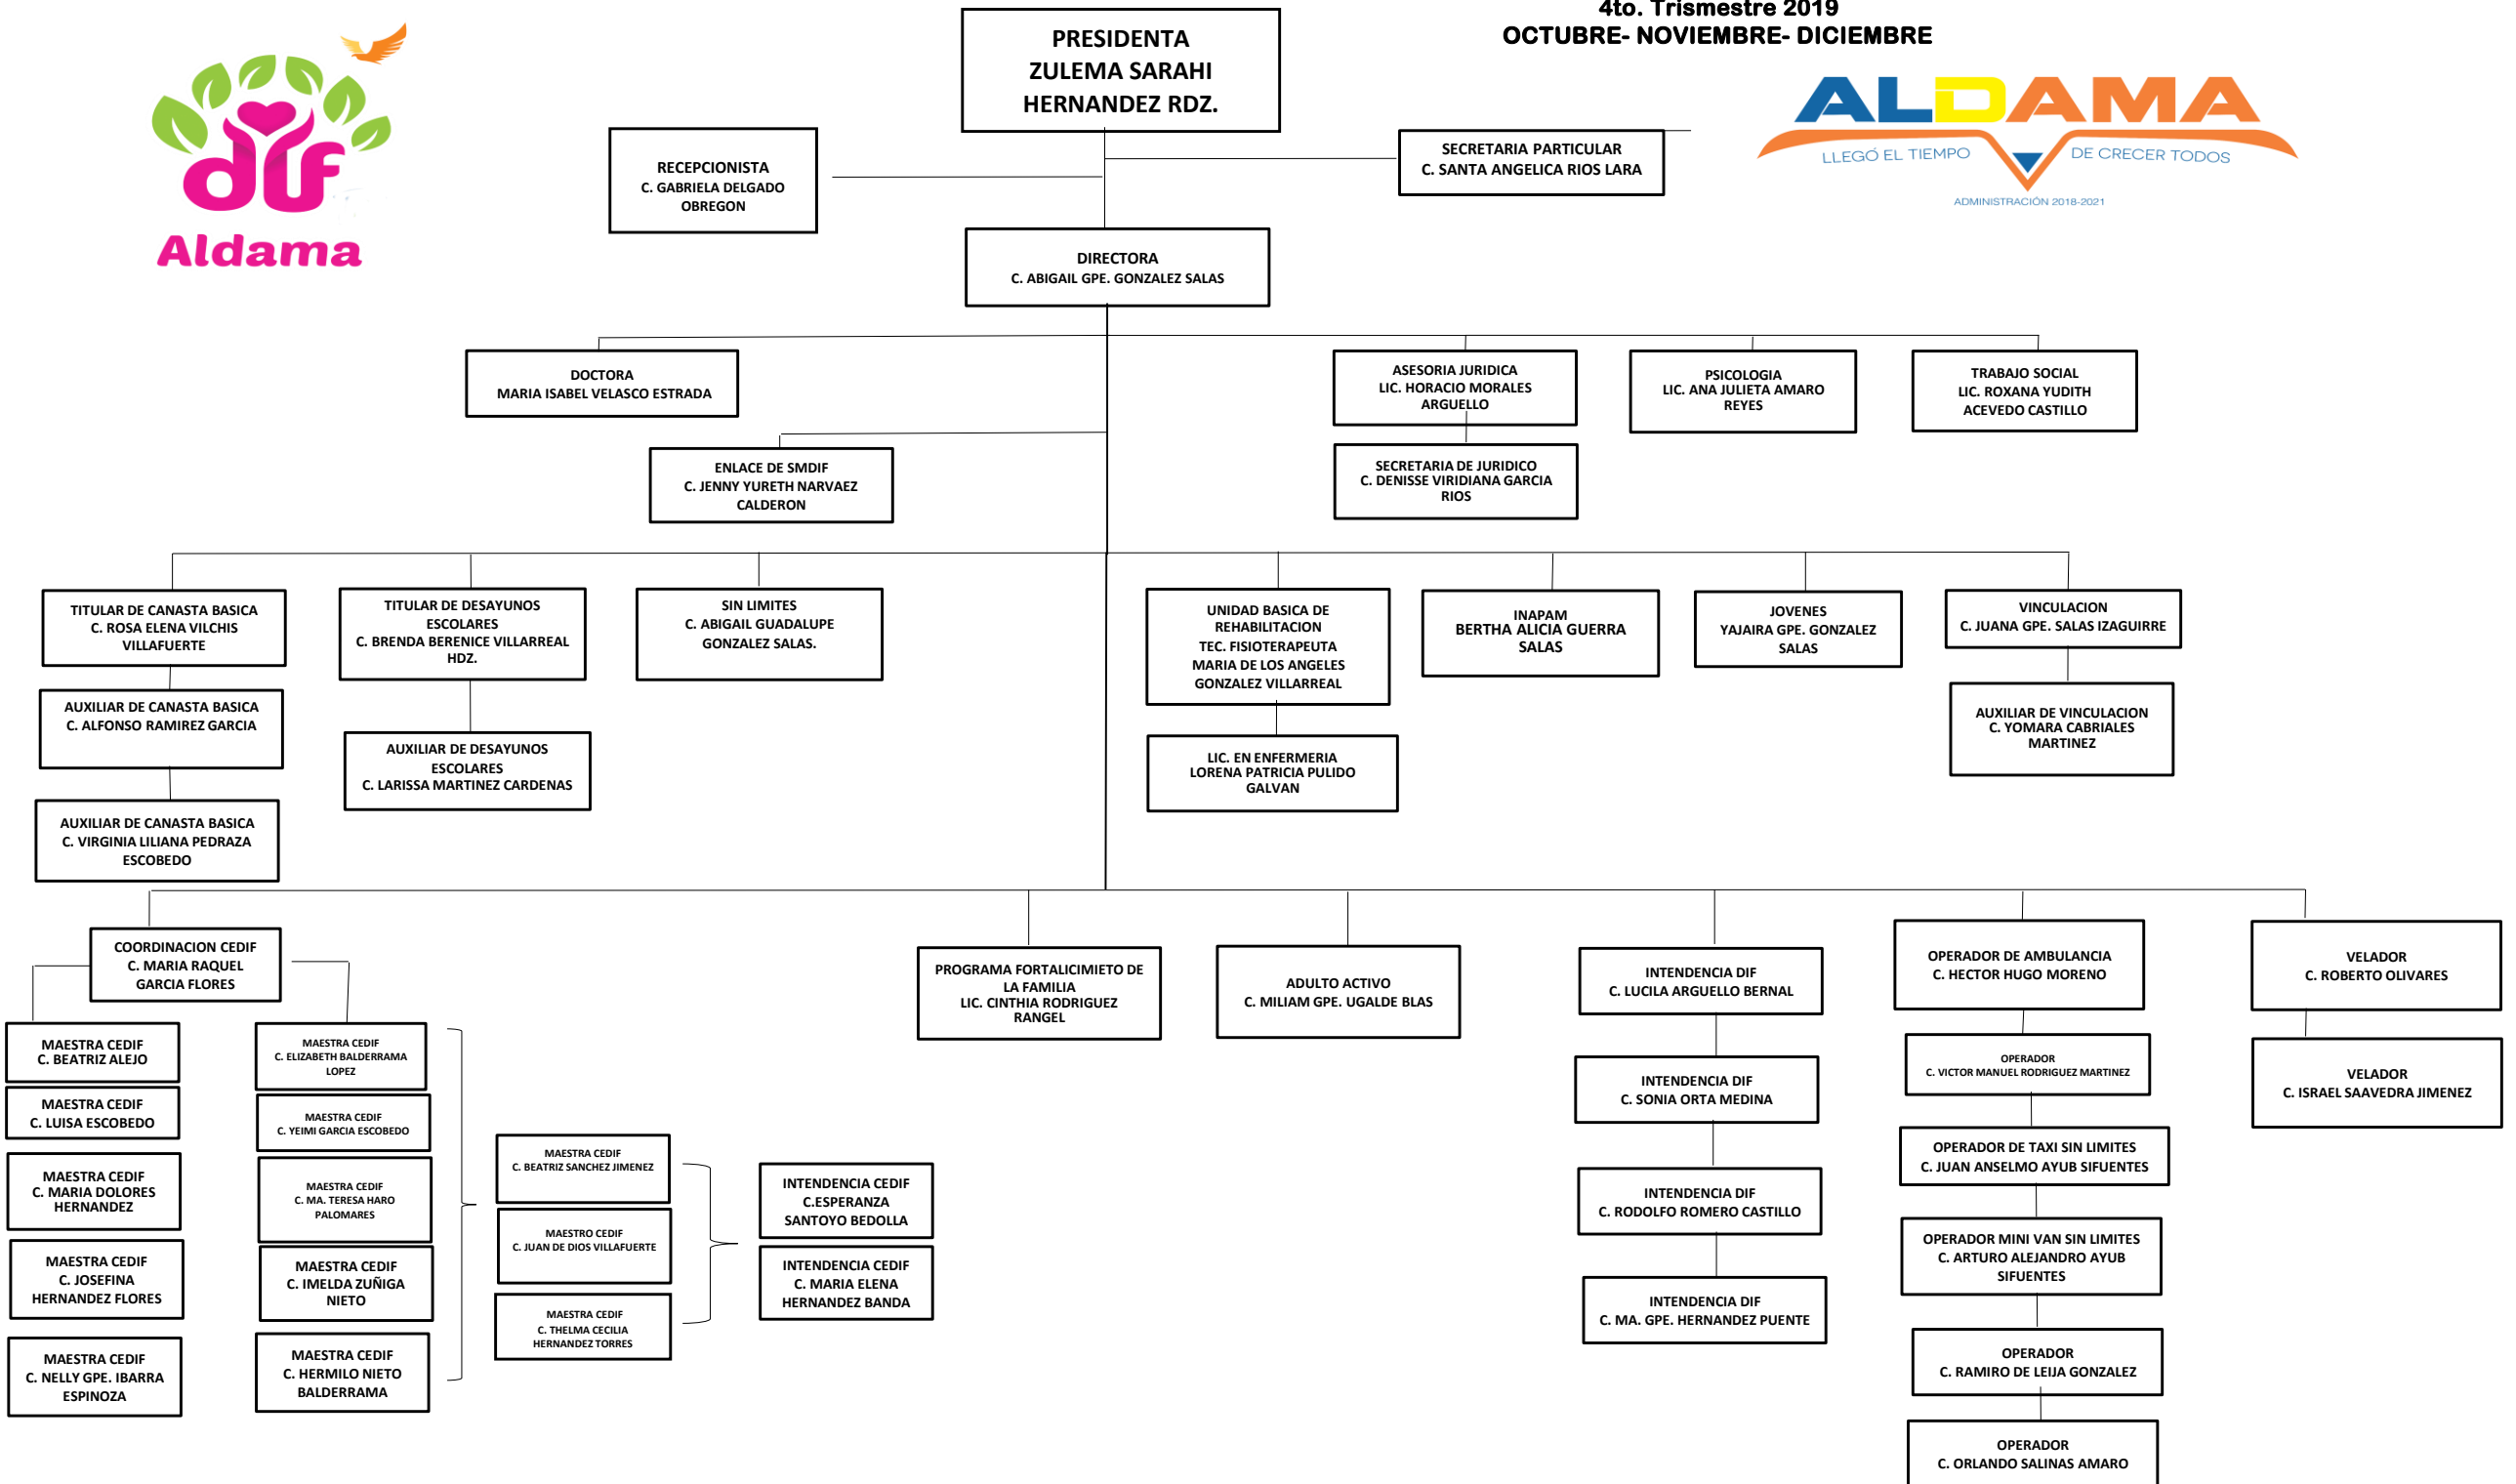 4to. Trismestre 2019
OCTUBRE- NOVIEMBRE- DICIEMBRE
PRESIDENTA
ZULEMA SARAHI
HERNANDEZ RDZ.
dif
Aldama
ALDAMA
LLEGÓ EL TIEMPO DE CRECER TODOS
ADMINISTRACIÓN 2018-2021
RECEPCIONISTA
C. GABRIELA DELGADO
OBREGON
SECRETARIA PARTICULAR
C. SANTA ANGELICA RIOS LARA
DIRECTORA
C. ABIGAIL GPE. GONZALEZ SALAS
DOCTORA
MARIA ISABEL VELASCO ESTRADA
ASESORIA JURIDICA
LIC. HORACIO MORALES
ARGUELLO
PSICOLOGIA
LIC. ANA JULIETA AMARO
REYES
TRABAJO SOCIAL
LIC. ROXANA YUDITH
ACEVEDO CASTILLO
ENLACE DE SMDIF
C. JENNY YURETH NARVAEZ
CALDERON
SECRETARIA DE JURIDICO
C. DENISSE VIRIDIANA GARCIA
RIOS
TITULAR DE CANASTA BASICA
C. ROSA ELENA VILCHIS
VILLAFUERTE
TITULAR DE DESAYUNOS
ESCOLARES
C. BRENDA BERENICE VILLARREAL
HDZ.
SIN LIMITES
C. ABIGAIL GUADALUPE
GONZALEZ SALAS.
UNIDAD BASICA DE
REHABILITACION
TEC. FISIOTERAPEUTA
MARIA DE LOS ANGELES
GONZALEZ VILLARREAL
INAPAM
BERTHA ALICIA GUERRA
SALAS
JOVENES
YAJAIRA GPE. GONZALEZ
SALAS
VINCULACION
C. JUANA GPE. SALAS IZAGUIRRE
AUXILIAR DE CANASTA BASICA
C. ALFONSO RAMIREZ GARCIA
AUXILIAR DE DESAYUNOS
ESCOLARES
C. LARISSA MARTINEZ CARDENAS
LIC. EN ENFERMERIA
LORENA PATRICIA PULIDO
GALVAN
AUXILIAR DE VINCULACION
C. YOMARA CABRIALES
MARTINEZ
AUXILIAR DE CANASTA BASICA
C. VIRGINIA LILIANA PEDRAZA
ESCOBEDO
COORDINACION CEDIF
C. MARIA RAQUEL
GARCIA FLORES
PROGRAMA FORTALICIMIETO DE
LA FAMILIA
LIC. CINTHIA RODRIGUEZ
RANGEL
ADULTO ACTIVO
C. MILIAM GPE. UGALDE BLAS
INTENDENCIA DIF
C. LUCILA ARGUELLO BERNAL
OPERADOR DE AMBULANCIA
C. HECTOR HUGO MORENO
VELADOR
C. ROBERTO OLIVARES
MAESTRA CEDIF
C. BEATRIZ ALEJO
MAESTRA CEDIF
C. LUISA ESCOBEDO
MAESTRA CEDIF
C. MARIA DOLORES
HERNANDEZ
MAESTRA CEDIF
C. JOSEFINA
HERNANDEZ FLORES
MAESTRA CEDIF
C. NELLY GPE. IBARRA
ESPINOZA
MAESTRA CEDIF
C. ELIZABETH BALDERRAMA
LOPEZ
MAESTRA CEDIF
C. YEIMI GARCIA ESCOBEDO
MAESTRA CEDIF
C. MA. TERESA HARO
PALOMARES
MAESTRA CEDIF
C. IMELDA ZUÑIGA
NIETO
MAESTRA CEDIF
C. HERMILO NIETO
BALDERRAMA
MAESTRA CEDIF
C. BEATRIZ SANCHEZ JIMENEZ
MAESTRO CEDIF
C. JUAN DE DIOS VILLAFUERTE
MAESTRA CEDIF
C. THELMA CECILIA
HERNANDEZ TORRES
INTENDENCIA CEDIF
C.ESPERANZA
SANTOYO BEDOLLA
INTENDENCIA CEDIF
C. MARIA ELENA
HERNANDEZ BANDA
INTENDENCIA DIF
C. SONIA ORTA MEDINA
INTENDENCIA DIF
C. RODOLFO ROMERO CASTILLO
INTENDENCIA DIF
C. MA. GPE. HERNANDEZ PUENTE
OPERADOR
C. VICTOR MANUEL RODRIGUEZ MARTINEZ
OPERADOR DE TAXI SIN LIMITES
C. JUAN ANSELMO AYUB SIFUENTES
OPERADOR MINI VAN SIN LIMITES
C. ARTURO ALEJANDRO AYUB
SIFUENTES
OPERADOR
C. RAMIRO DE LEIJA GONZALEZ
OPERADOR
C. ORLANDO SALINAS AMARO
VELADOR
C. ISRAEL SAAVEDRA JIMENEZ